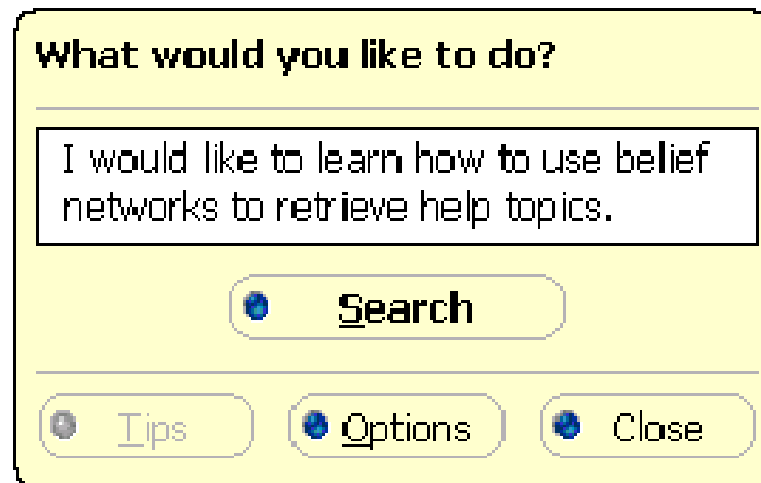 What would you like to do?
I would like to learn how to use belief
networks to retrieve help topics.
Search
Tips Options Close